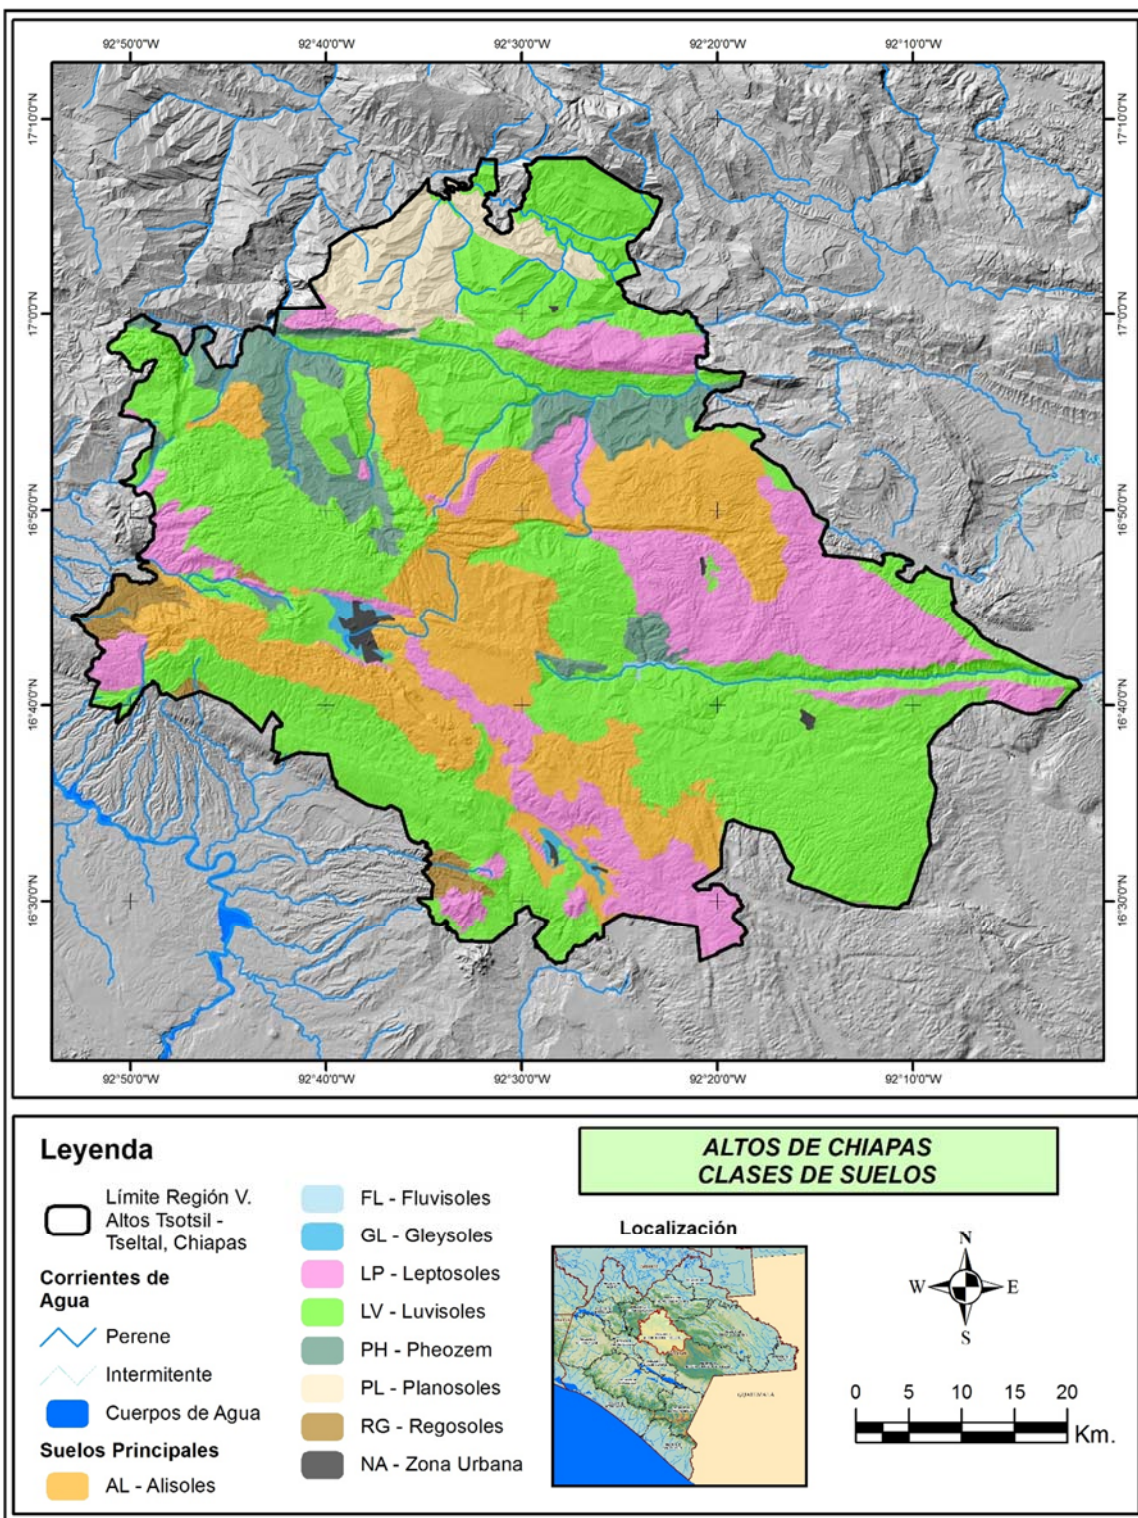 92°50'0"W 92°40'0"W 92°30'0"W 92°20'0"W 92°10'0"W
17°10'0"N 17°10'0"N
17°0'0"N 17°0'0"N
16°50'0"N 16°50'0"N
16°40'0"N 16°40'0"N
16°30'0"N 16°30'0"N
92°50'0"W 92°40'0"W 92°30'0"W 92°20'0"W 92°10'0"W
Leyenda
Límite Región V.
Altos Tsotsil -
Tseltal, Chiapas
Corrientes de
Agua
Perene
Intermitente
Cuerpos de Agua
Suelos Principales
AL - Alisoles
FL - Fluvisoles
GL - Gleysoles
LP - Leptosoles
LV - Luvisoles
PH - Pheozem
PL - Planosoles
RG - Regosoles
NA - Zona Urbana
ALTOS DE CHIAPAS
CLASES DE SUELOS
Localización
GUATEMALA
N
W E
S
0 5 10 15 20
Km.